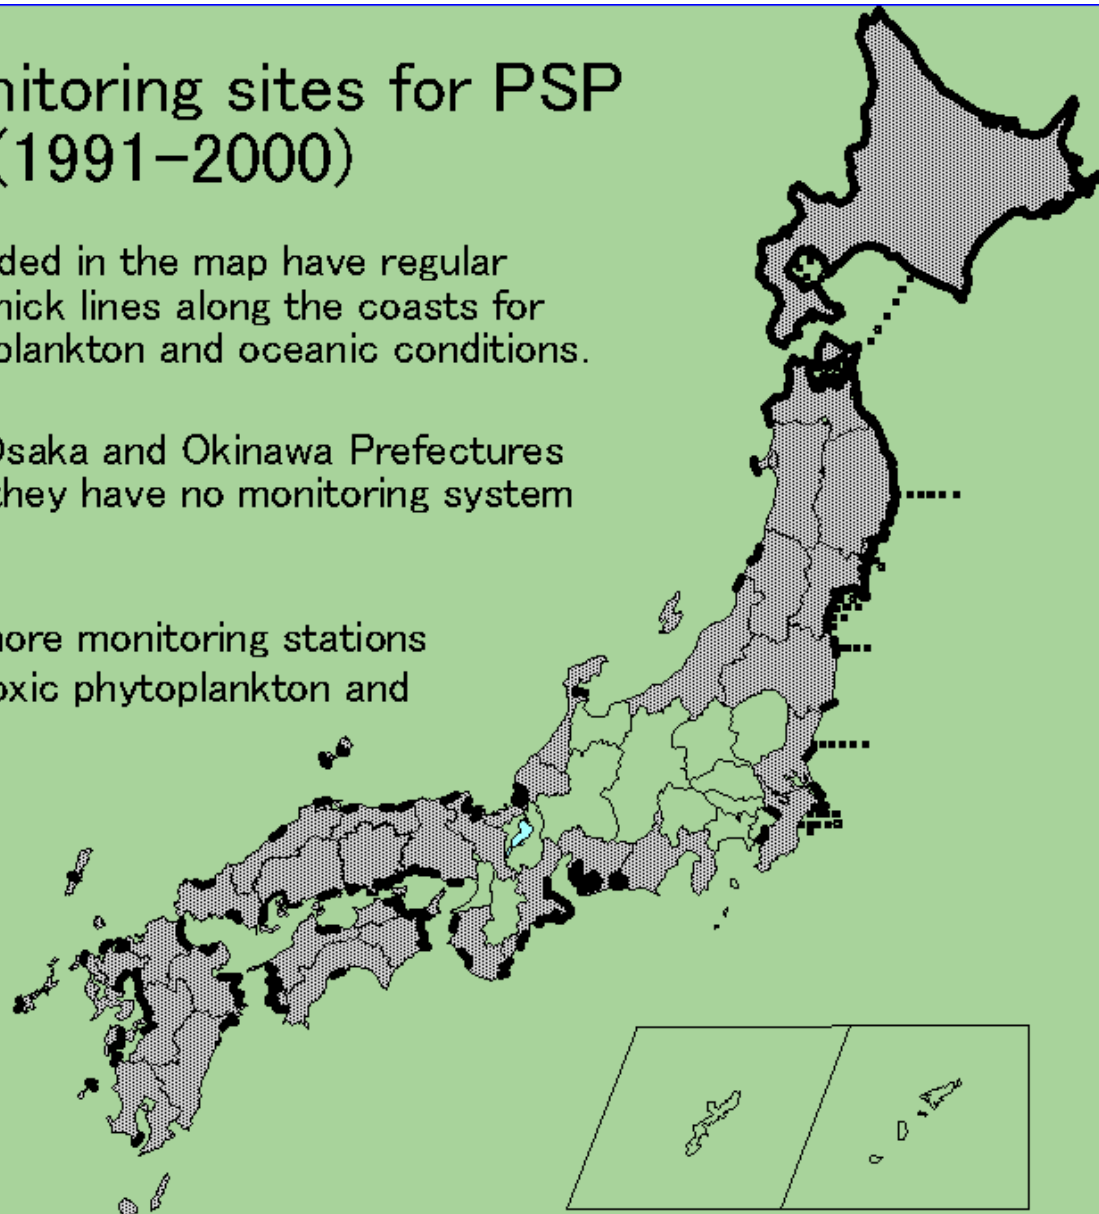 nitoring sites for PSP
(1991-2000)
ded in the map have regular
hick lines along the coasts for
plankton and oceanic conditions.
Osaka and Okinawa Prefectures
they have no monitoring system
more monitoring stations
oxic phytoplankton and